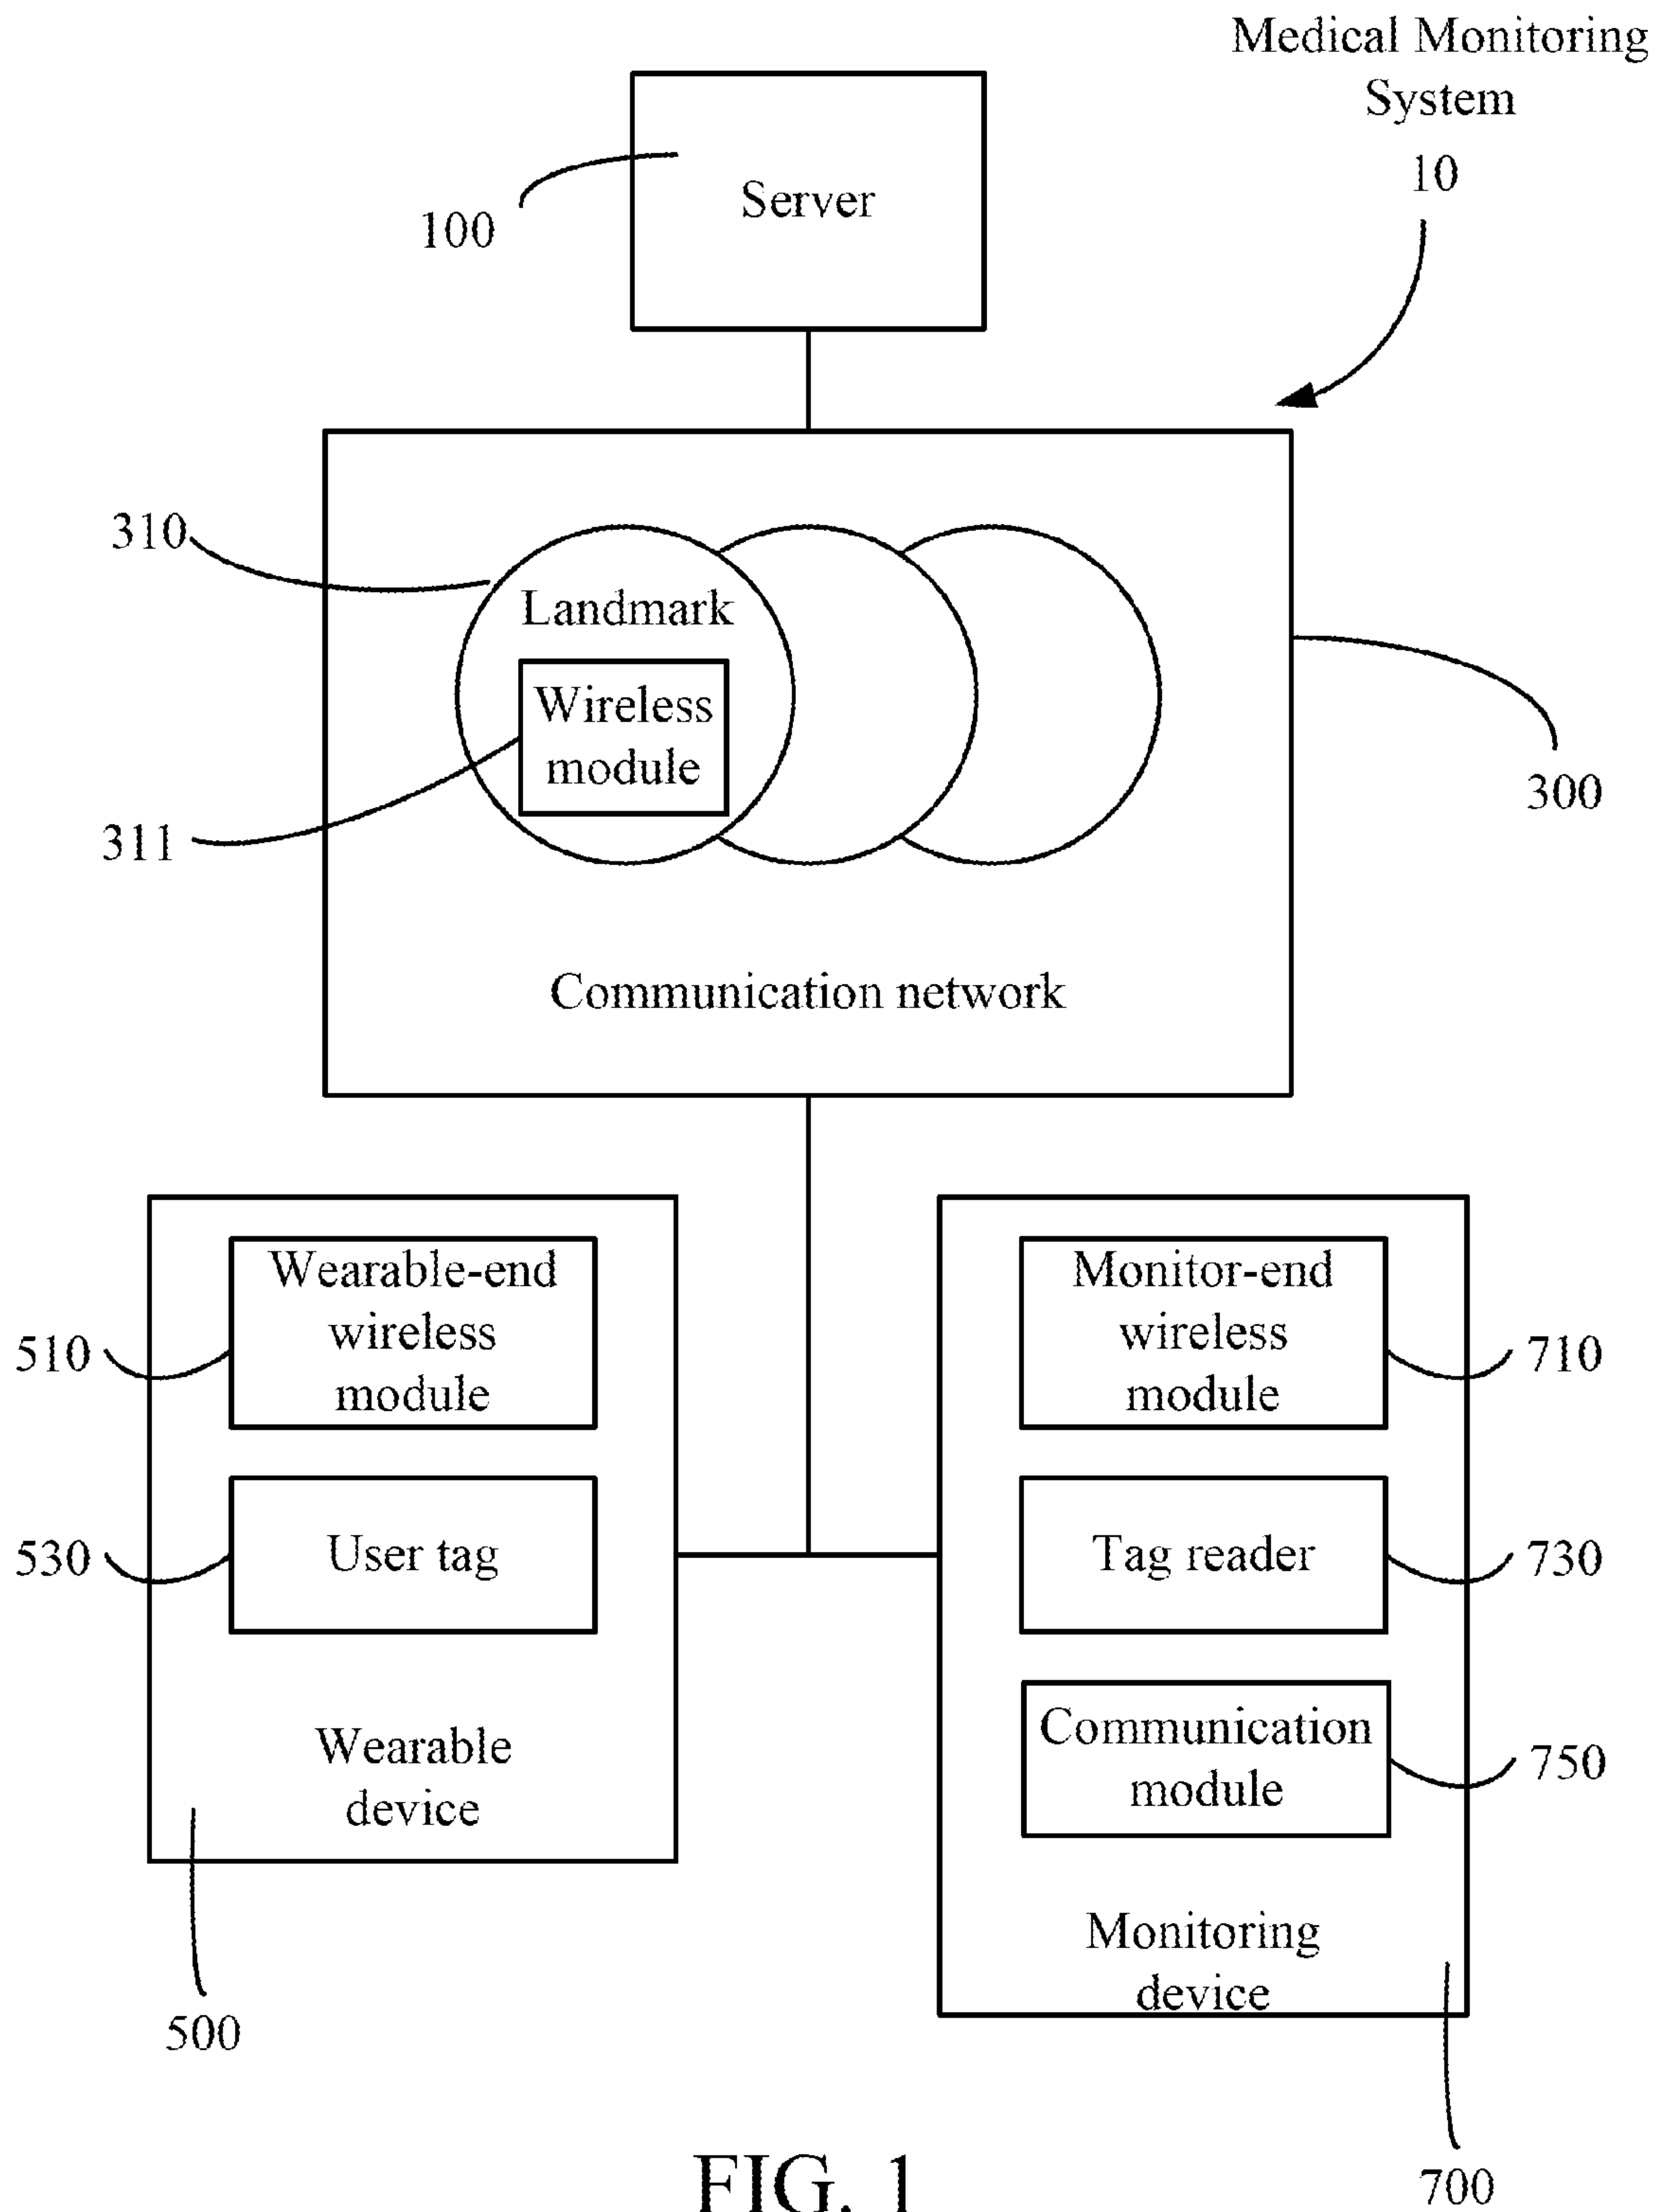 Medical Monitoring
System
10
Server
100
310
Landmark
Wireless
module
300
311
Communication network
Wearable-end
wireless
module
510
User tag
530
Wearable
device
500
Monitor-end
wireless
module
710
Tag reader
730
Communication
module
750
Monitoring
device
700
FIG. 1